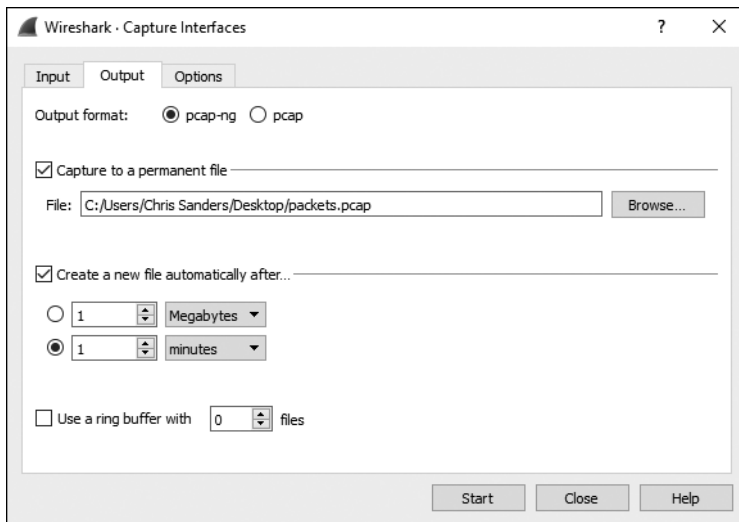 Wireshark · Capture Interfaces ? X
Input Output Options
Output format: pcap-ng pcap
Capture to a permanent file
File: C:/Users/Chris Sanders/Desktop/packets.pcap Browse...
Create a new file automatically after...
1 Megabytes
1 minutes
Use a ring buffer with 0 files
Start Close Help